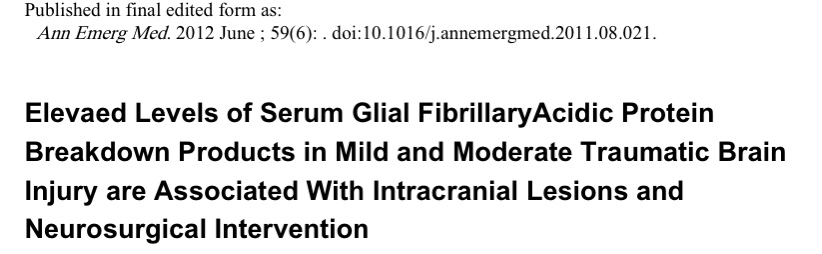 Published in final edited form as:
Ann Emerg Med. 2012 June ; 59(6): . doi:10.1016/j.annemergmed.2011.08.021.
Elevaed Levels of Serum Glial FibrillaryAcidic Protein
Breakdown Products in Mild and Moderate Traumatic Brain
Injury are Associated With Intracranial Lesions and
Neurosurgical Intervention